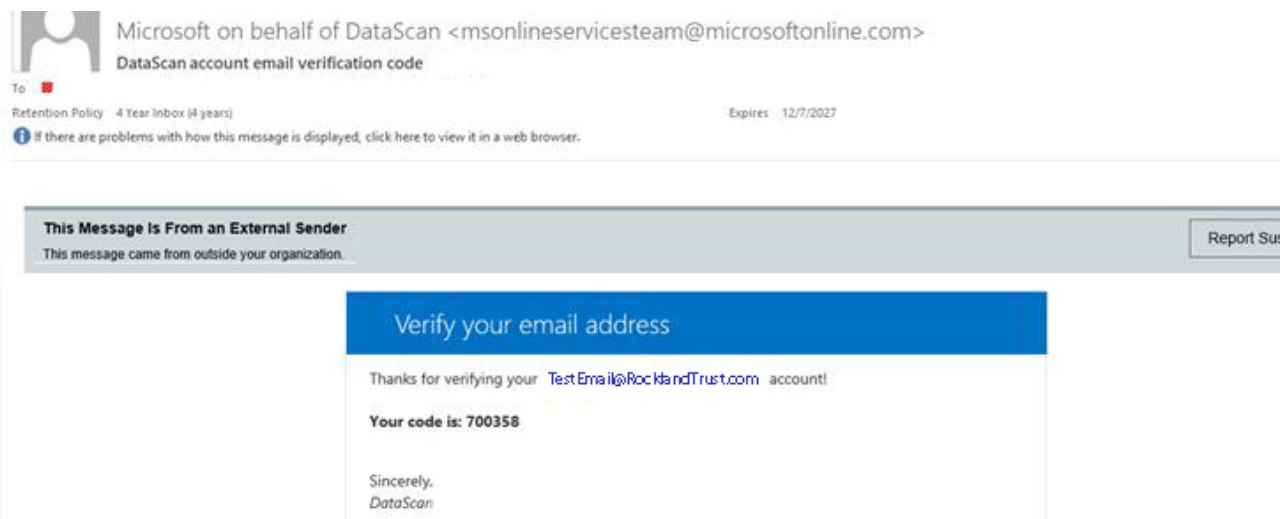 Microsoft on behalf of DataScan <msonlineservicesteam@microsoftonline.com>
DataScan account email verification code
To
Retention Policy 4 Year Inbox (4 years) Expires 12/7/2027
If there are problems with how this message is displayed, click here to view it in a web browser.
This Message Is From an External Sender
This message came from outside your organization.
Report Sus
Verify your email address
Thanks for verifying your TestEmail@RocklandTrust.com account!
Your code is: 700358
Sincerely,
DataScan